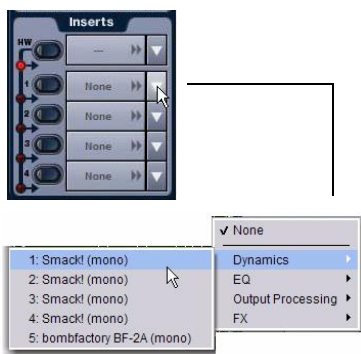 Inserts
HW
---
1 None
2 None
3 None
4 None
✓ None
Dynamics
EQ
Output Processing
FX
1: Smack! (mono)
2: Smack! (mono)
3: Smack! (mono)
4: Smack! (mono)
5: bombfactory BF-2A (mono)